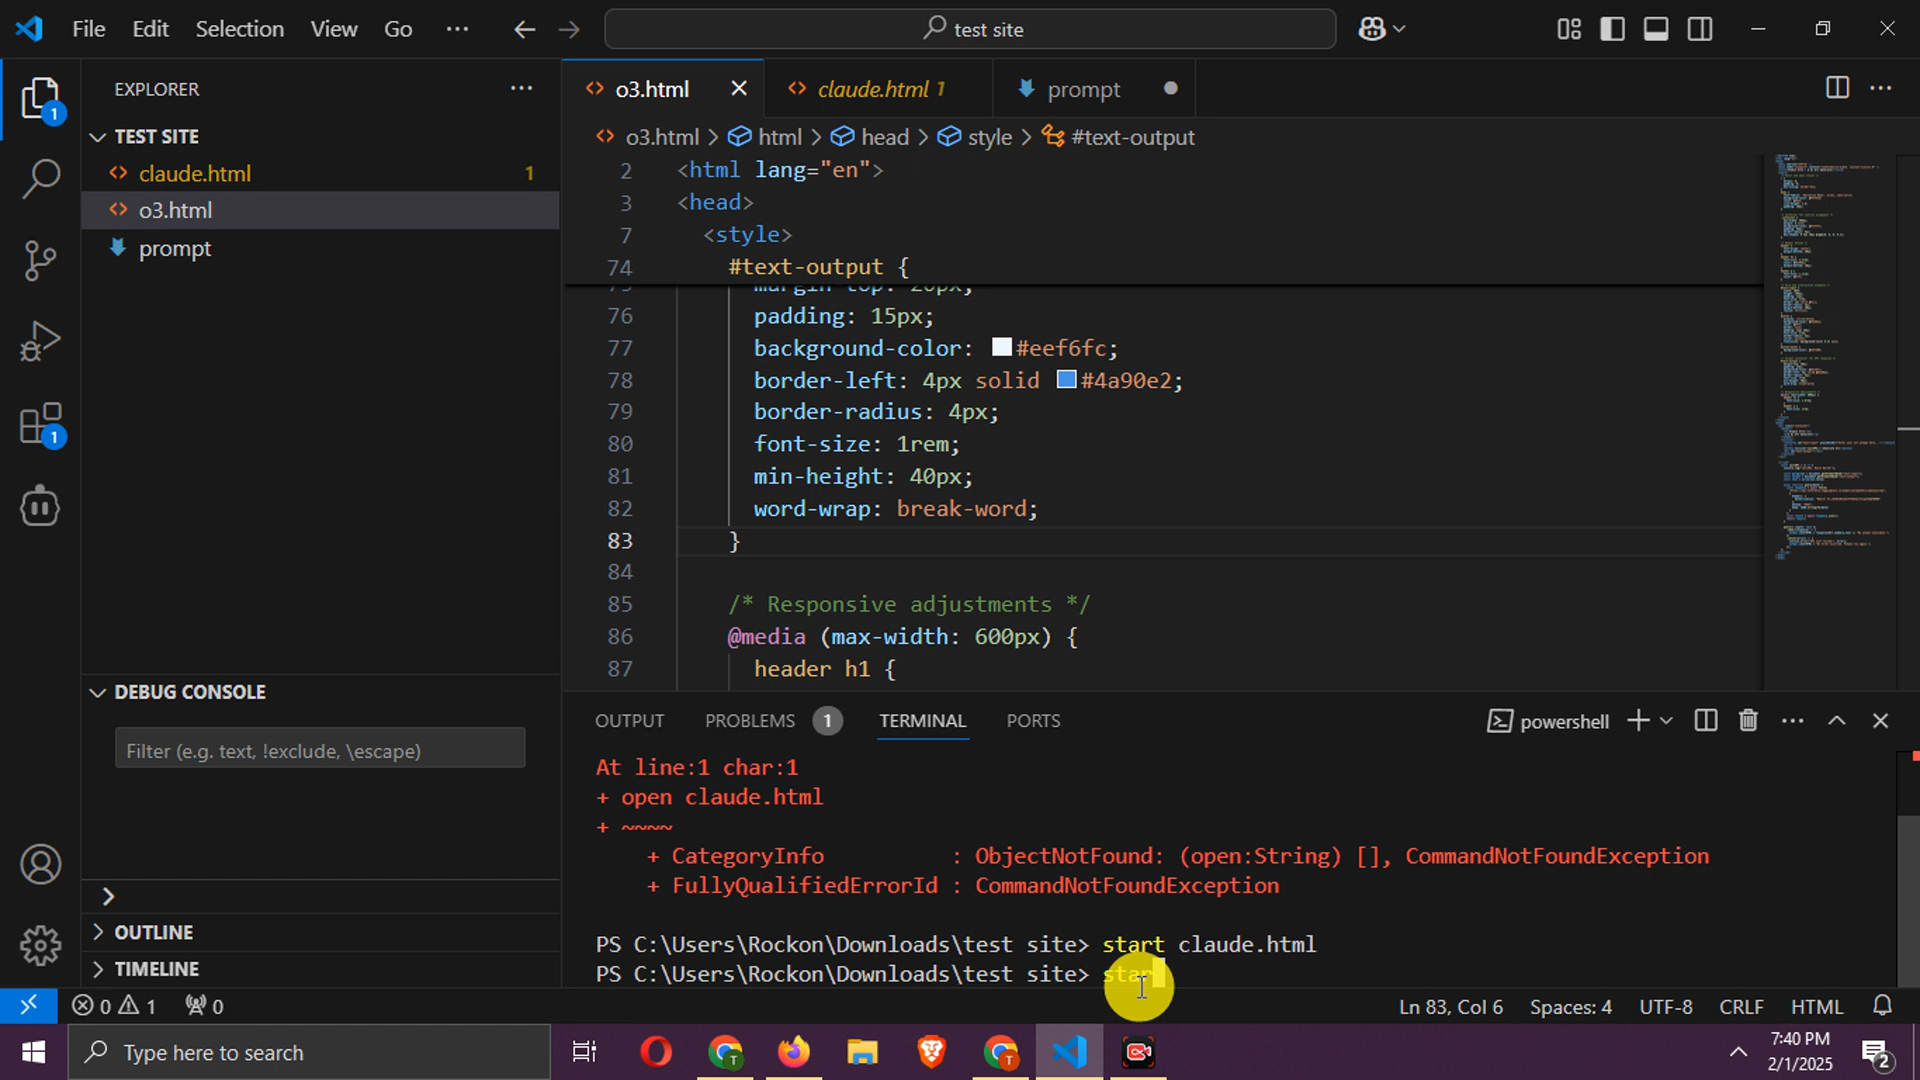 File Edit Selection View Go
test site
EXPLORER
TEST SITE
claude.html 1
o3.html
prompt
1
1
DEBUG CONSOLE
Filter (e.g. text, !exclude, \escape)
OUTLINE
TIMELINE
o3.html
claude.html 1
prompt
o3.html > html > head > style > #text-output
2 <html lang="en">
3 <head>
7 <style>
74 #text-output {
76 padding: 15px;
77 background-color: #eef6fc;
78 border-left: 4px solid #4a90e2;
79 border-radius: 4px;
80 font-size: 1rem;
81 min-height: 40px;
82 word-wrap: break-word;
83 }
84
85 /* Responsive adjustments */
86 @media (max-width: 600px) {
87 header h1 {
OUTPUT PROBLEMS 1 TERMINAL PORTS
powershell
At line:1 char:1
+ open claude.html
+ ~~~~
+ CategoryInfo : ObjectNotFound: (open:String) [], CommandNotFoundException
+ FullyQualifiedErrorId : CommandNotFoundException
PS C:\Users\Rockon\Downloads\test site> start claude.html
PS C:\Users\Rockon\Downloads\test site> star
0 1 0
Ln 83, Col 6 Spaces: 4 UTF-8 CRLF HTML
Type here to search
T
T
7:40 PM
2/1/2025
2